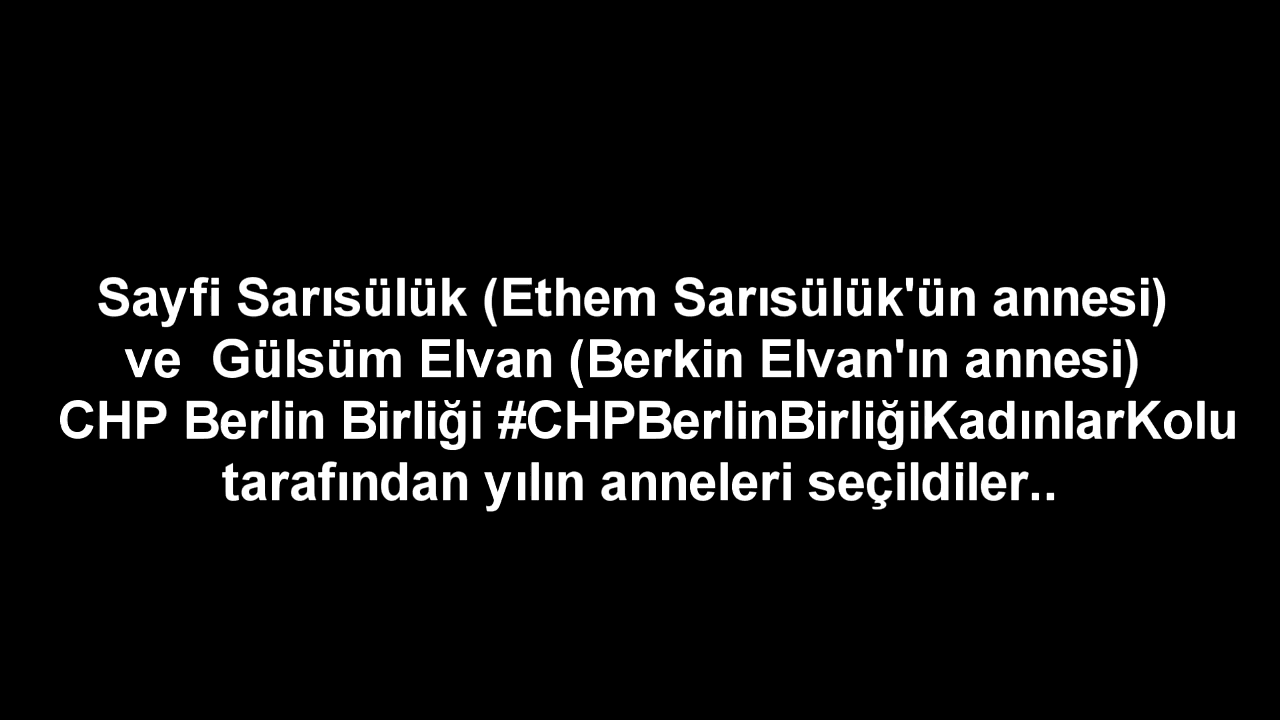 Sayfi Sarısülük (Ethem Sarısülük'ün annesi)
ve  Gülsüm Elvan (Berkin Elvan'ın annesi)
CHP Berlin Birliği #CHPBerlinBirliğiKadınlarKolu
tarafından yılın anneleri seçildiler..